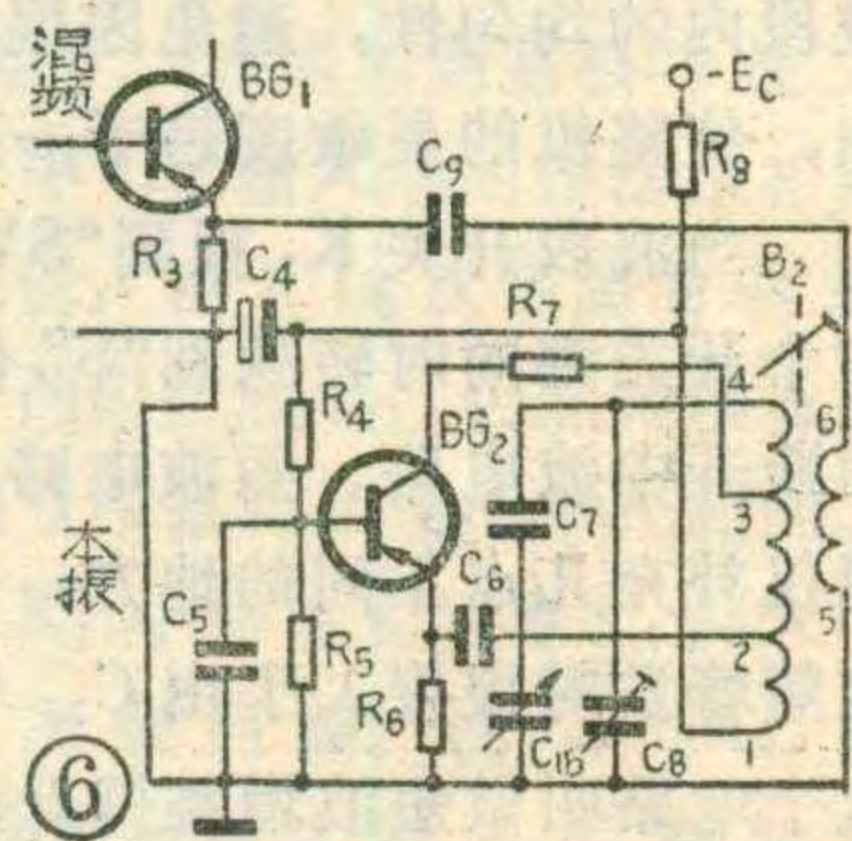 混频
BG₁
-Ec
C₉
R₈
R₃
C₄
B₂
R₇
4
R₄
BG₂
6
3
C₇
本振
C₆
C₅
5
R₅
2
R₆
C₁b
C₈
1
⑥